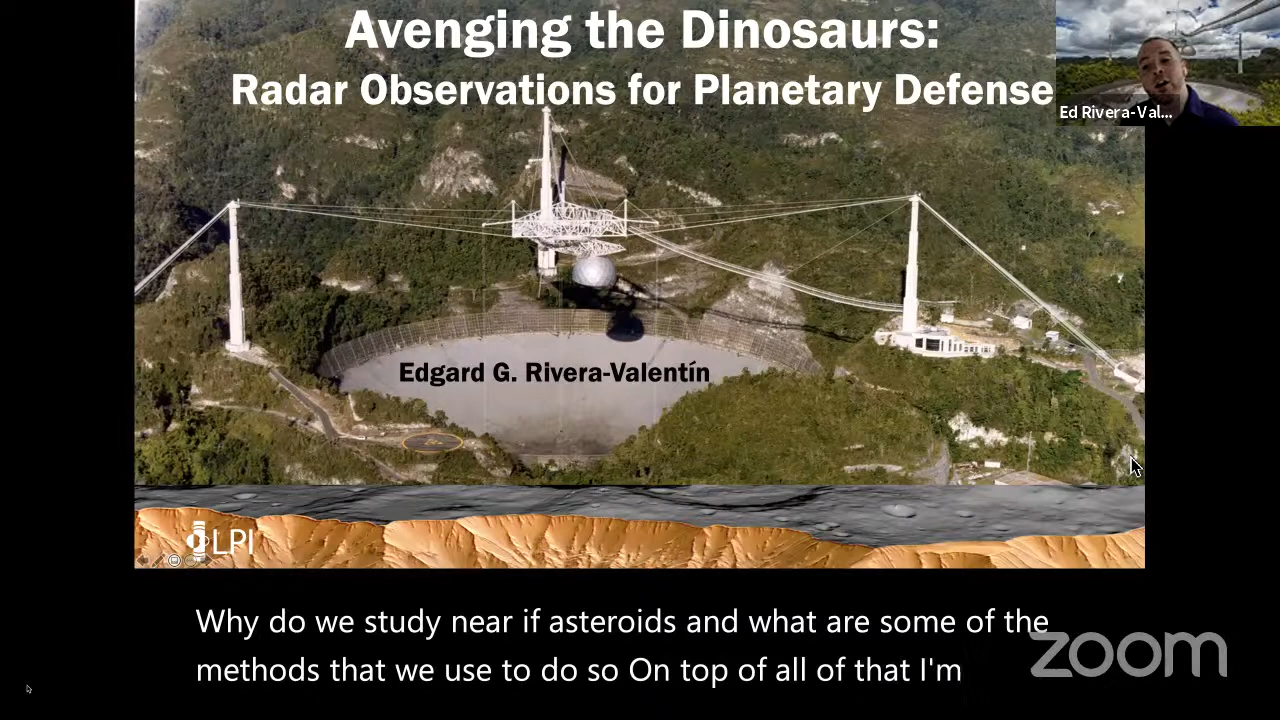 Avenging the Dinosaurs:
Radar Observations for Planetary Defense
Ed Rivera-Val...
Edgard G. Rivera-Valentín
LPI
Why do we study near if asteroids and what are some of the
methods that we use to do so On top of all of that I'm
zoom